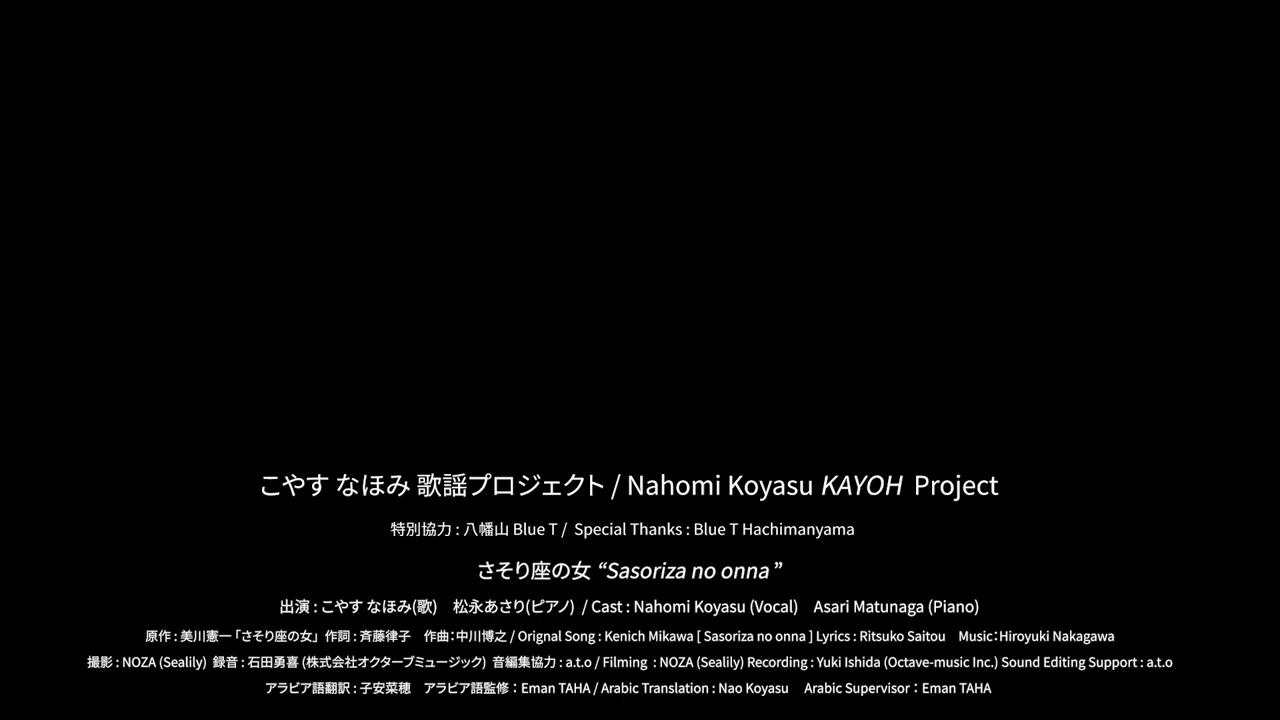 こやす なほみ 歌謡プロジェクト / Nahomi Koyasu KAYOH Project
特別協力 : 八幡山 Blue T / Special Thanks : Blue T Hachimanyama
さそり座の女 “Sasoriza no onna ”
出演 : こやす なほみ(歌)　松永あさり(ピアノ) / Cast : Nahomi Koyasu (Vocal)　Asari Matunaga (Piano)
原作 : 美川憲一「さそり座の女」 作詞 : 斉藤律子　作曲：中川博之 / Orignal Song : Kenich Mikawa [ Sasoriza no onna ] Lyrics : Ritsuko Saitou　Music：Hiroyuki Nakagawa
撮影 : NOZA (Sealily) 録音 : 石田勇喜 (株式会社オクターブミュージック) 音編集協力 : a.t.o / Filming : NOZA (Sealily) Recording : Yuki Ishida (Octave-music Inc.) Sound Editing Support : a.t.o
アラビア語翻訳 : 子安菜穂　アラビア語監修： Eman TAHA / Arabic Translation : Nao Koyasu　Arabic Supervisor： Eman TAHA